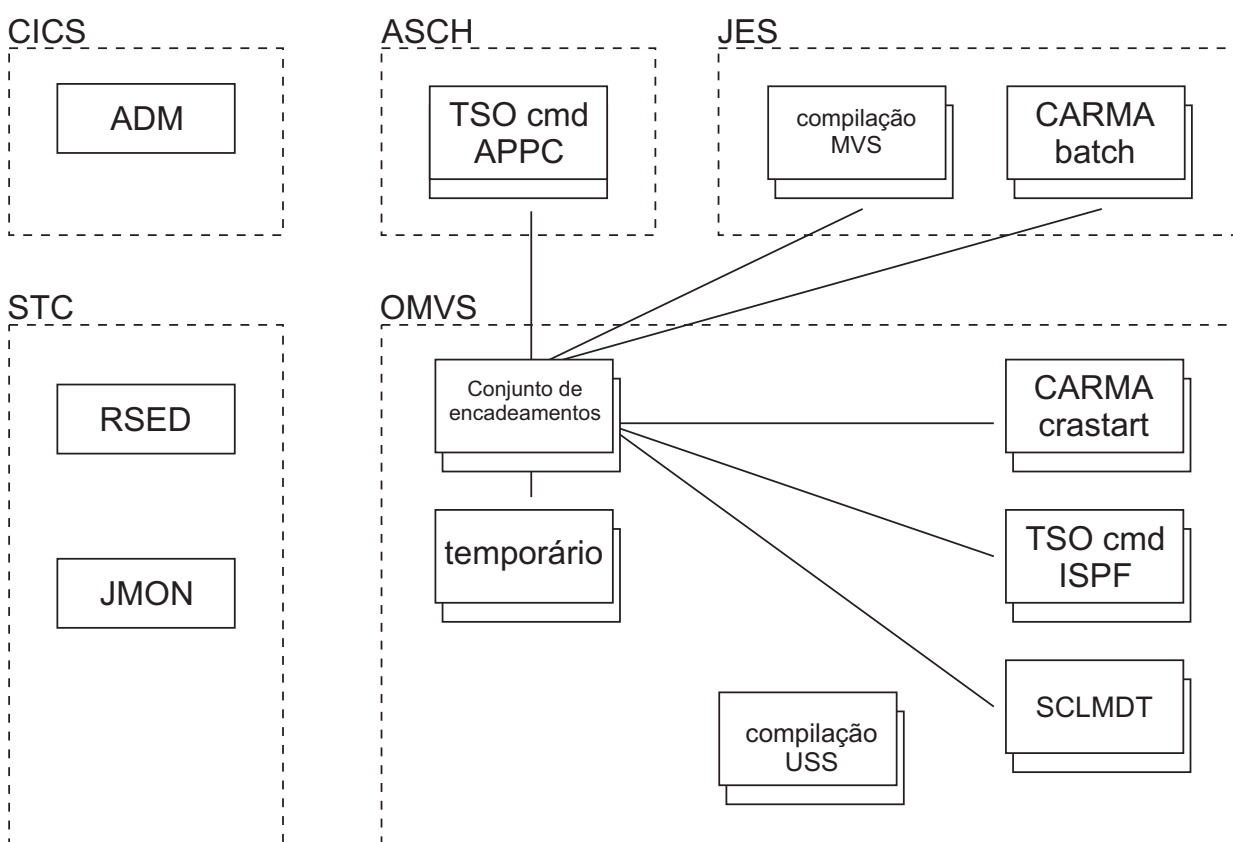 CICS
ADM
ASCH
TSO cmd
APPC
JES
compilação
MVS
CARMA
batch
STC
RSED
JMON
OMVS
Conjunto de
encadeamentos
temporário
CARMA
crastart
TSO cmd
ISPF
SCLMDT
compilação
USS